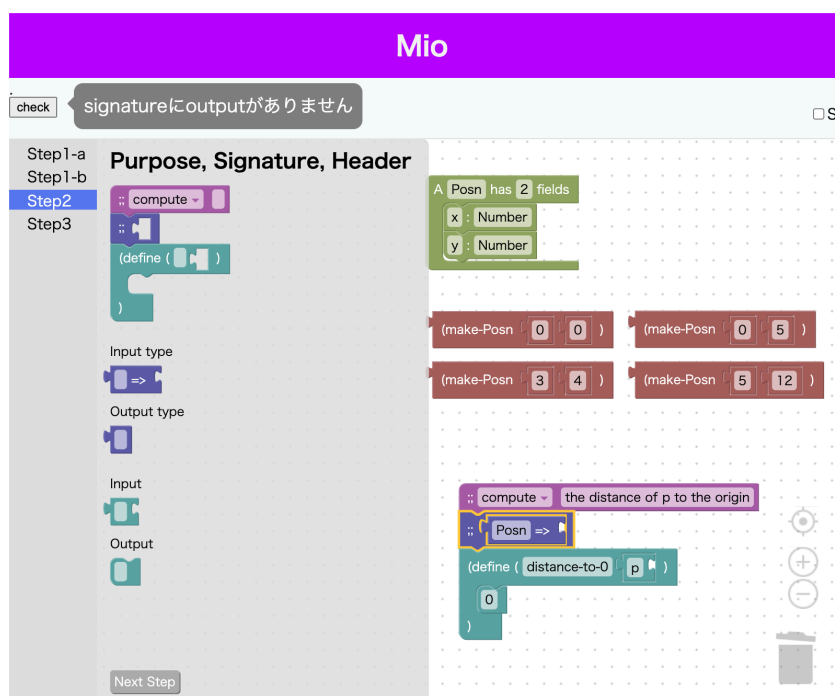 Mio
check
signatureにoutputがありません
S
Step1-a
Step1-b
Step2
Step3
Purpose, Signature, Header
;; compute
;;
(define ( )
)
Input type
=>
Output type
Input
Output
Next Step
A Posn has 2 fields
x : Number
y : Number
(make-Posn 0 0 )
(make-Posn 0 5 )
(make-Posn 3 4 )
(make-Posn 5 12 )
;; compute the distance of p to the origin
;; Posn =>
(define ( distance-to-0 p )
0
)